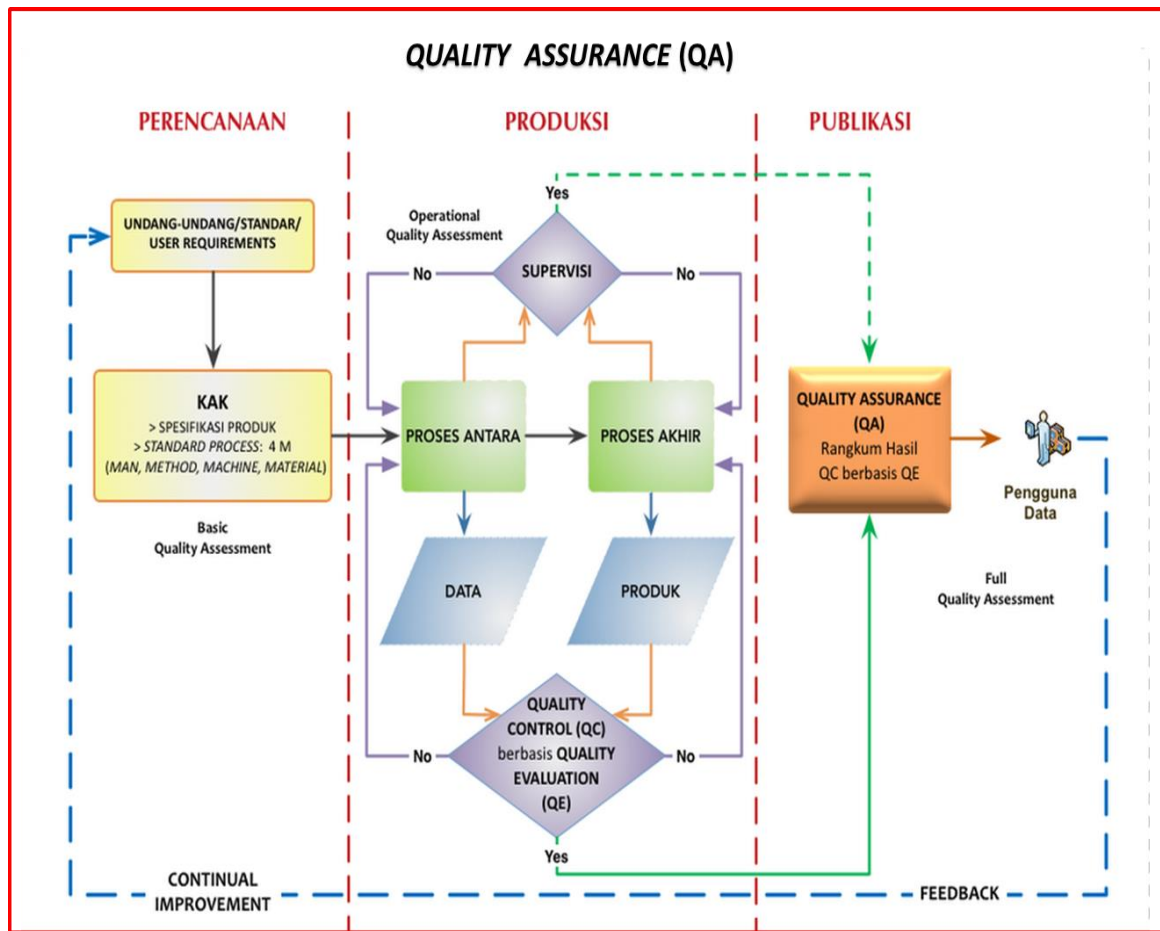 QUALITY ASSURANCE (QA)
PERENCANAAN
PRODUKSI
PUBLIKASI
UNDANG-UNDANG/STANDAR/
USER REQUIREMENTS
KAK
> SPESIFIKASI PRODUK
> STANDARD PROCESS: 4 M
(MAN, METHOD, MACHINE, MATERIAL)
Basic
Quality Assessment
Operational
Quality Assessment
Yes
No
SUPERVISI
No
PROSES ANTARA
PROSES AKHIR
DATA
PRODUK
QUALITY
CONTROL (QC)
berbasis QUALITY
EVALUATION
(QE)
No
No
Yes
QUALITY ASSURANCE
(QA)
Rangkum Hasil
QC berbasis QE
Pengguna
Data
Full
Quality Assessment
CONTINUAL
IMPROVEMENT
FEEDBACK